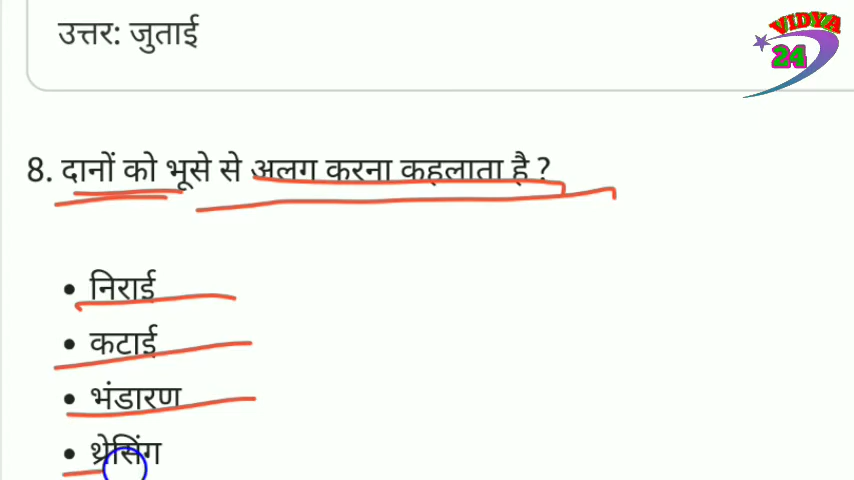 उत्तर: जुताई
VIDYA
24
8. दानों को भूसे से अलग करना कहलाता है ?
• निराई
• कटाई
• भंडारण
• थ्रेसिंग